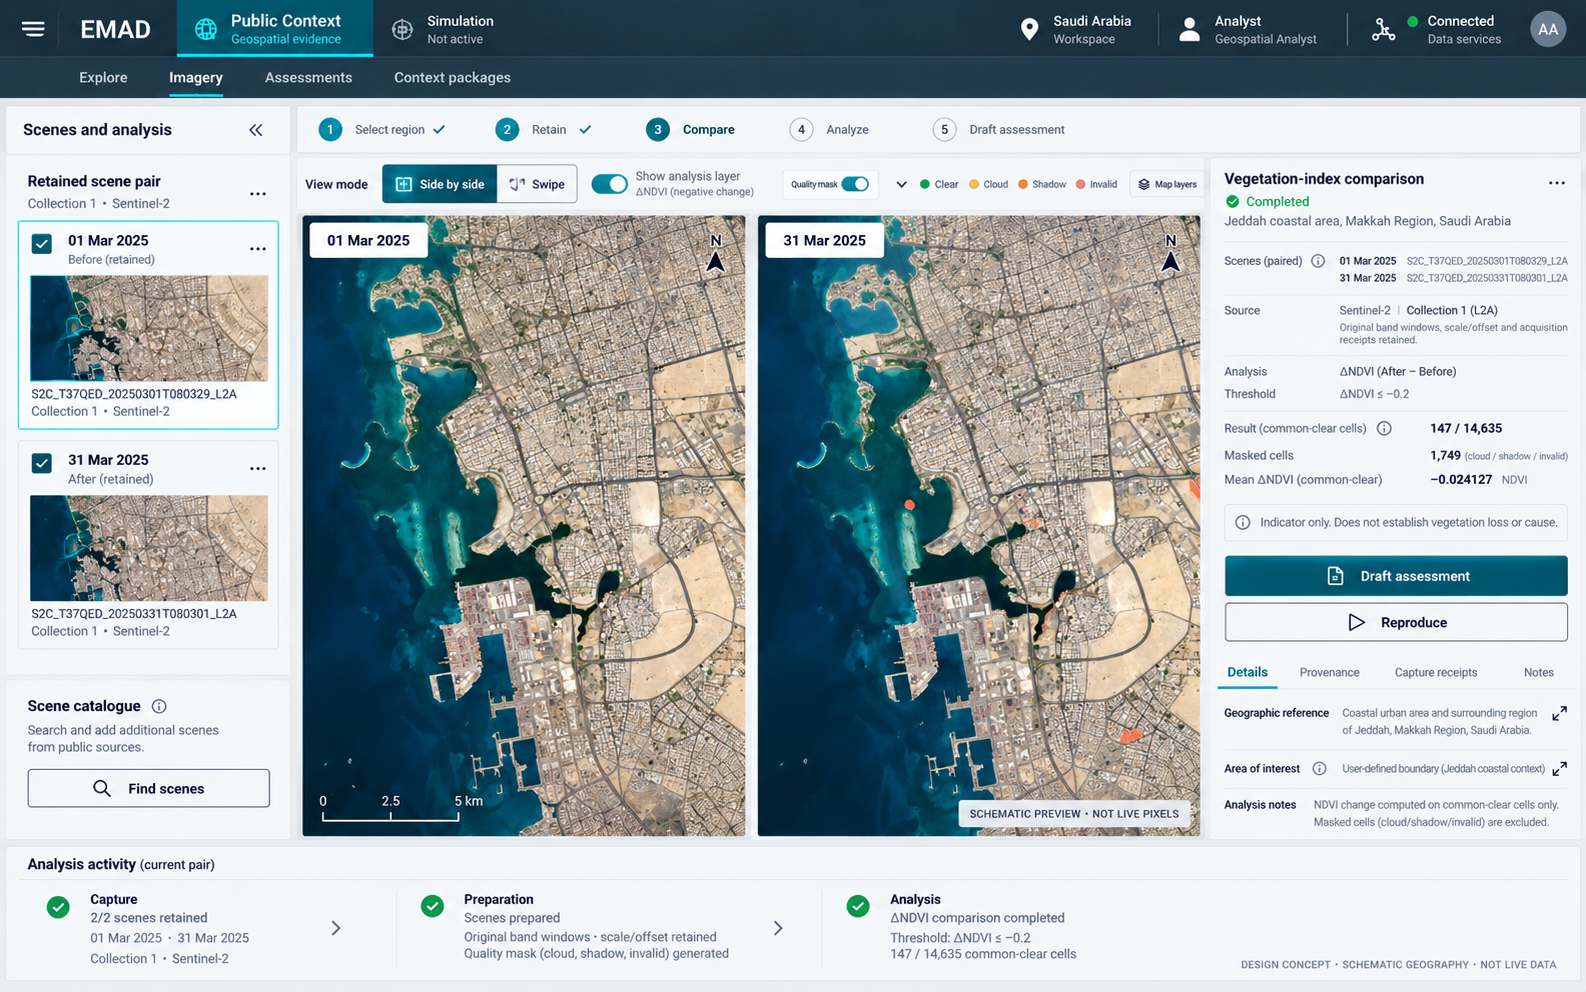 EMAD
Public Context
Geospatial evidence
Simulation
Not active
Saudi Arabia
Workspace
Analyst
Geospatial Analyst
Connected
Data services
AA
Explore
Imagery
Assessments
Context packages
Scenes and analysis
1 Select region
2 Retain
3 Compare
4 Analyze
5 Draft assessment
Retained scene pair
Collection 1 • Sentinel-2
01 Mar 2025
Before (retained)
S2C_T37QED_20250301T080329_L2A
Collection 1 • Sentinel-2
31 Mar 2025
After (retained)
S2C_T37QED_20250331T080301_L2A
Collection 1 • Sentinel-2
Scene catalogue
Search and add additional scenes
from public sources.
Find scenes
View mode
Side by side
Swipe
Show analysis layer
ΔNDVI (negative change)
Quality mask
Clear
Cloud
Shadow
Invalid
Map layers
01 Mar 2025
N
0 2.5 5 km
31 Mar 2025
N
SCHEMATIC PREVIEW • NOT LIVE PIXELS
Vegetation-index comparison
Completed
Jeddah coastal area, Makkah Region, Saudi Arabia
Scenes (paired) 01 Mar 2025 S2C_T37QED_20250301T080329_L2A
31 Mar 2025 S2C_T37QED_20250331T080301_L2A
Source Sentinel-2 | Collection 1 (L2A)
Original band windows, scale/offset and acquisition
receipts retained.
Analysis ΔNDVI (After – Before)
Threshold ΔNDVI ≤ –0.2
Result (common-clear cells) 147 / 14,635
Masked cells 1,749 (cloud / shadow / invalid)
Mean ΔNDVI (common-clear) –0.024127 NDVI
Indicator only. Does not establish vegetation loss or cause.
Draft assessment
Reproduce
Details
Provenance
Capture receipts
Notes
Geographic reference Coastal urban area and surrounding region
of Jeddah, Makkah Region, Saudi Arabia.
Area of interest User-defined boundary (Jeddah coastal context)
Analysis notes NDVI change computed on common-clear cells only.
Masked cells (cloud/shadow/invalid) are excluded.
Analysis activity (current pair)
Capture
2/2 scenes retained
01 Mar 2025 • 31 Mar 2025
Collection 1 • Sentinel-2
Preparation
Scenes prepared
Original band windows • scale/offset retained
Quality mask (cloud, shadow, invalid) generated
Analysis
ΔNDVI comparison completed
Threshold: ΔNDVI ≤ –0.2
147 / 14,635 common-clear cells
DESIGN CONCEPT • SCHEMATIC GEOGRAPHY • NOT LIVE DATA